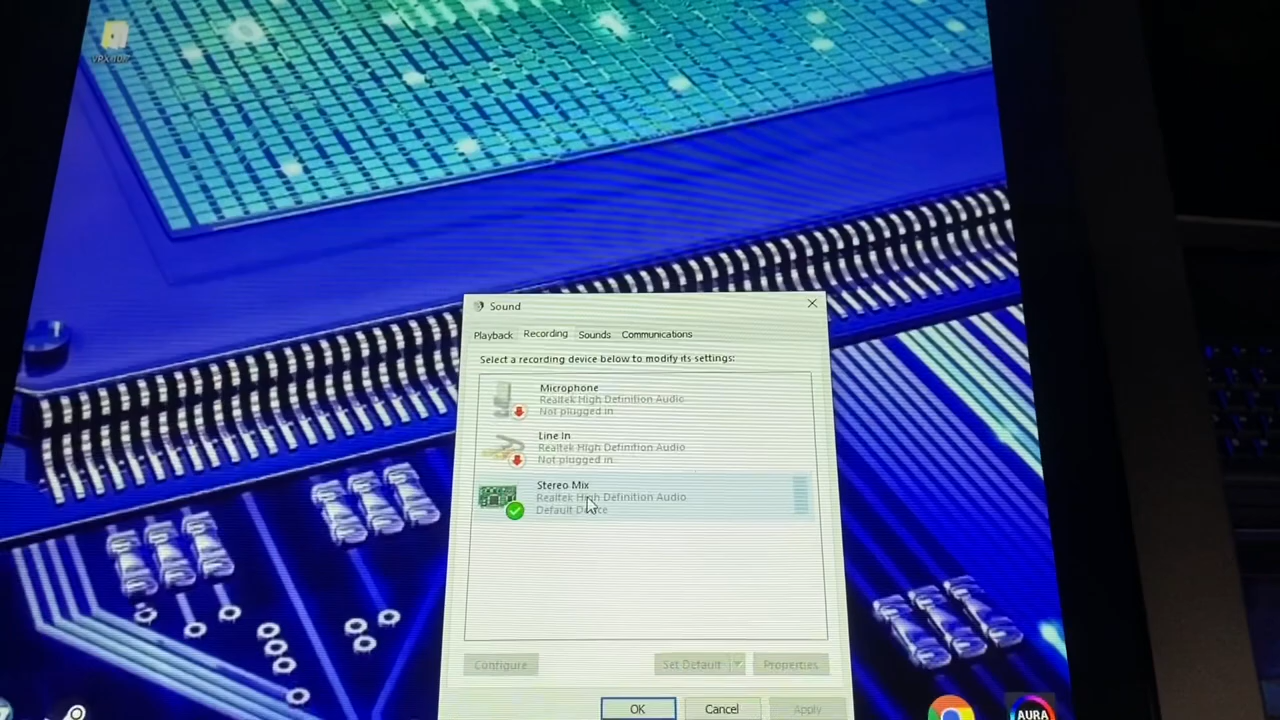 Sound
Playback Recording Sounds Communications
Select a recording device below to modify its settings:
Microphone
Realtek High Definition Audio
Not plugged in
Line In
Realtek High Definition Audio
Not plugged in
Stereo Mix
Realtek High Definition Audio
Default Device
Configure Set Default Properties
OK Cancel Apply
AURA